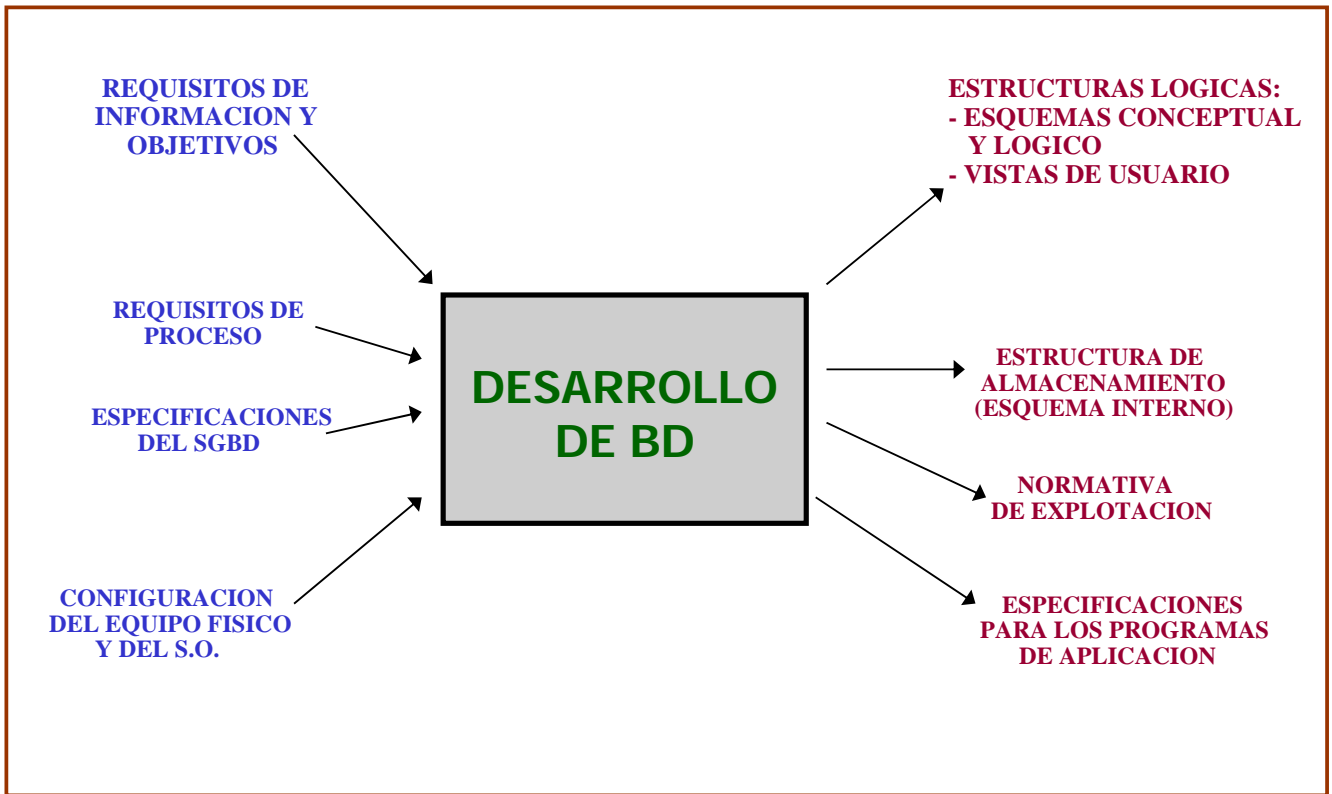 REQUISITOS DE
INFORMACION Y
OBJETIVOS
REQUISITOS DE
PROCESO
ESPECIFICACIONES
DEL SGBD
CONFIGURACION
DEL EQUIPO FISICO
Y DEL S.O.
DESARROLLO
DE BD
ESTRUCTURAS LOGICAS:
- ESQUEMAS CONCEPTUAL
Y LOGICO
- VISTAS DE USUARIO
ESTRUCTURA DE
ALMACENAMIENTO
(ESQUEMA INTERNO)
NORMATIVA
DE EXPLOTACION
ESPECIFICACIONES
PARA LOS PROGRAMAS
DE APLICACION